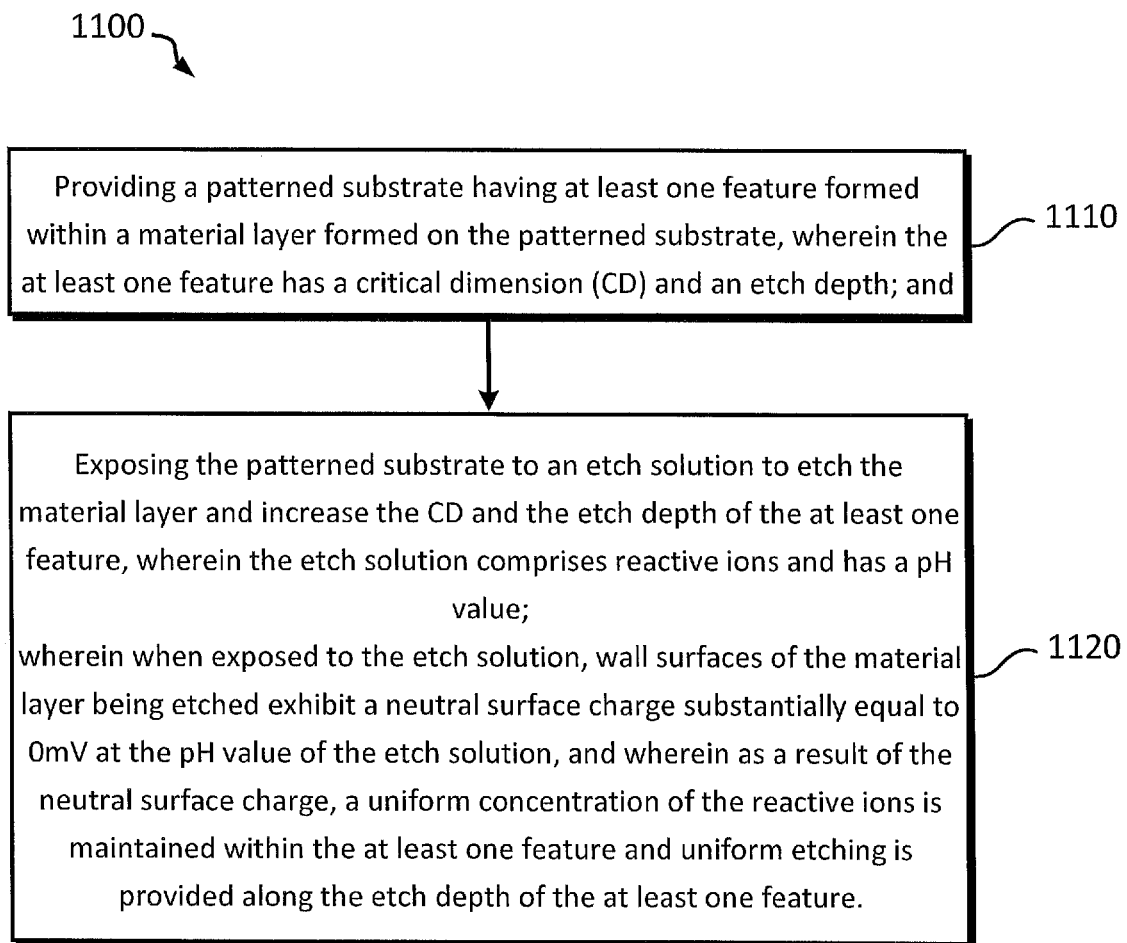 1100
Providing a patterned substrate having at least one feature formed
within a material layer formed on the patterned substrate, wherein the
at least one feature has a critical dimension (CD) and an etch depth; and
1110
Exposing the patterned substrate to an etch solution to etch the
material layer and increase the CD and the etch depth of the at least one
feature, wherein the etch solution comprises reactive ions and has a pH
value;
wherein when exposed to the etch solution, wall surfaces of the material
layer being etched exhibit a neutral surface charge substantially equal to
0mV at the pH value of the etch solution, and wherein as a result of the
neutral surface charge, a uniform concentration of the reactive ions is
maintained within the at least one feature and uniform etching is
provided along the etch depth of the at least one feature.
1120